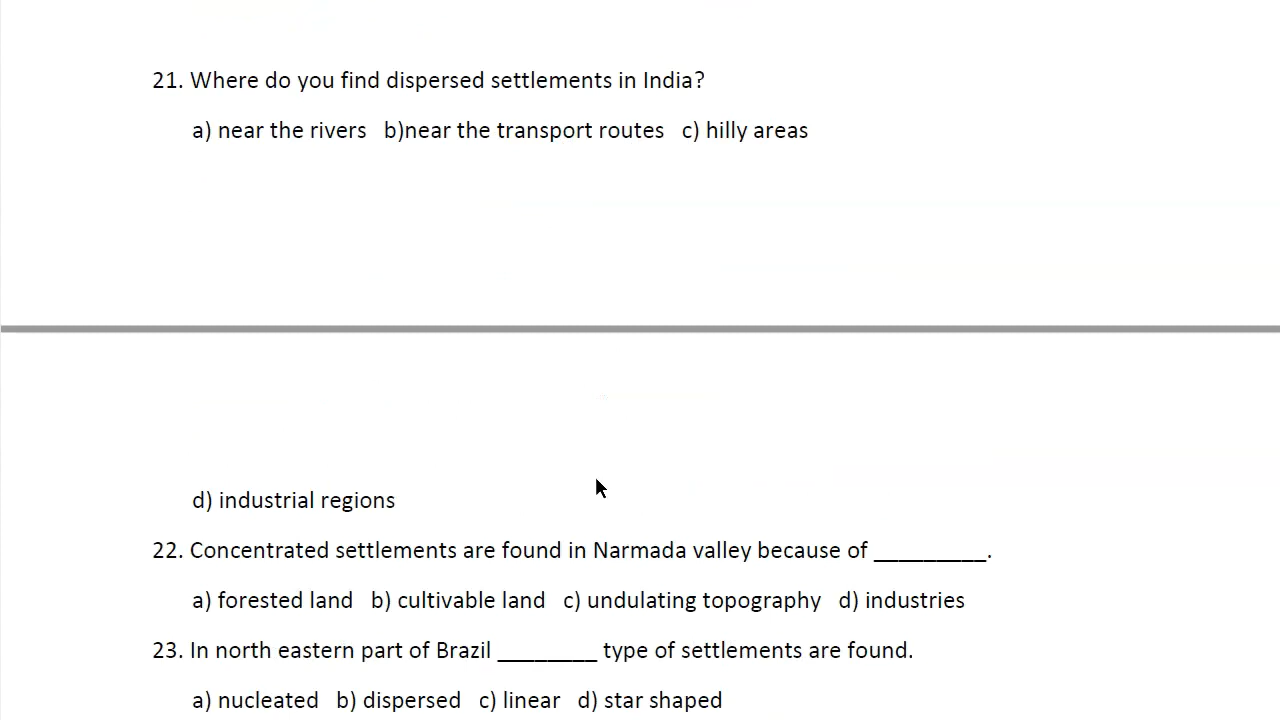 21. Where do you find dispersed settlements in India?
a) near the rivers b)near the transport routes c) hilly areas
d) industrial regions
22. Concentrated settlements are found in Narmada valley because of _________.
a) forested land b) cultivable land c) undulating topography d) industries
23. In north eastern part of Brazil ________ type of settlements are found.
a) nucleated b) dispersed c) linear d) star shaped